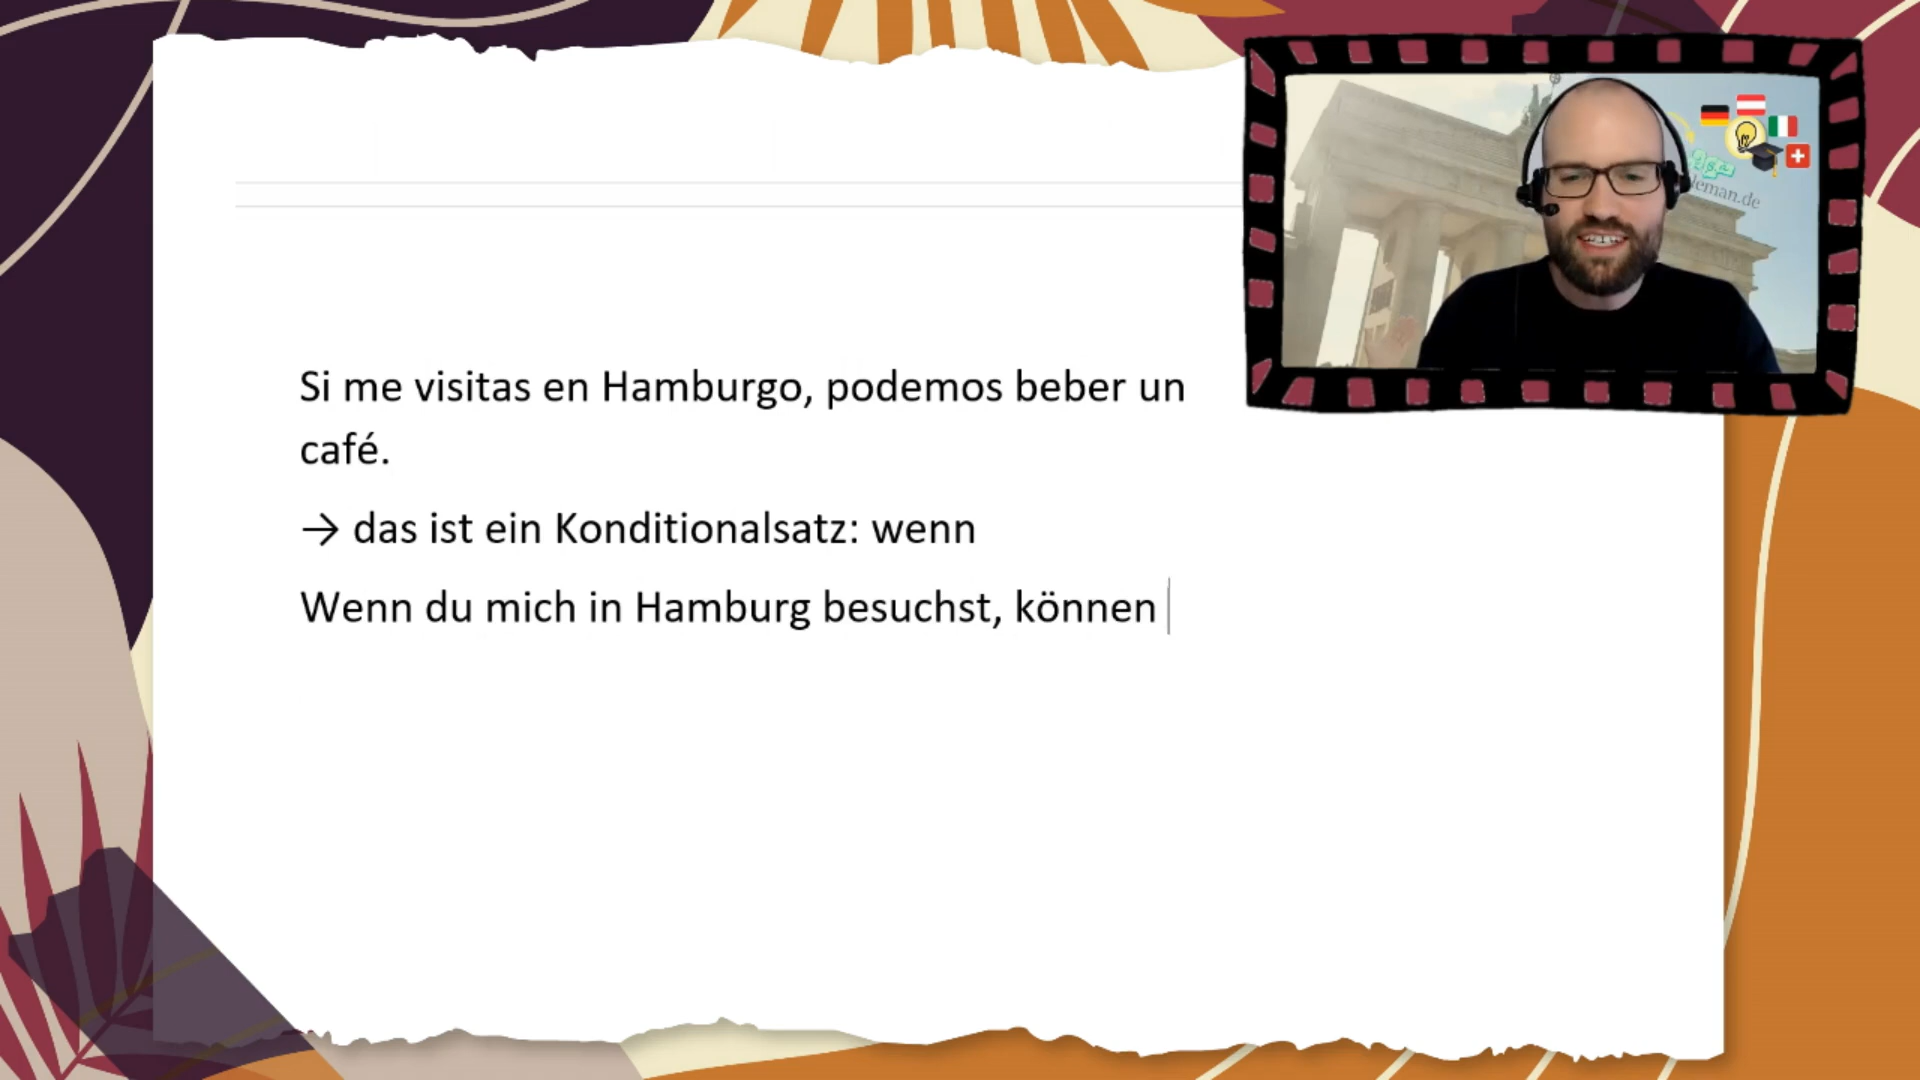 Si me visitas en Hamburgo, podemos beber un
café.
→ das ist ein Konditionalsatz: wenn
Wenn du mich in Hamburg besuchst, können